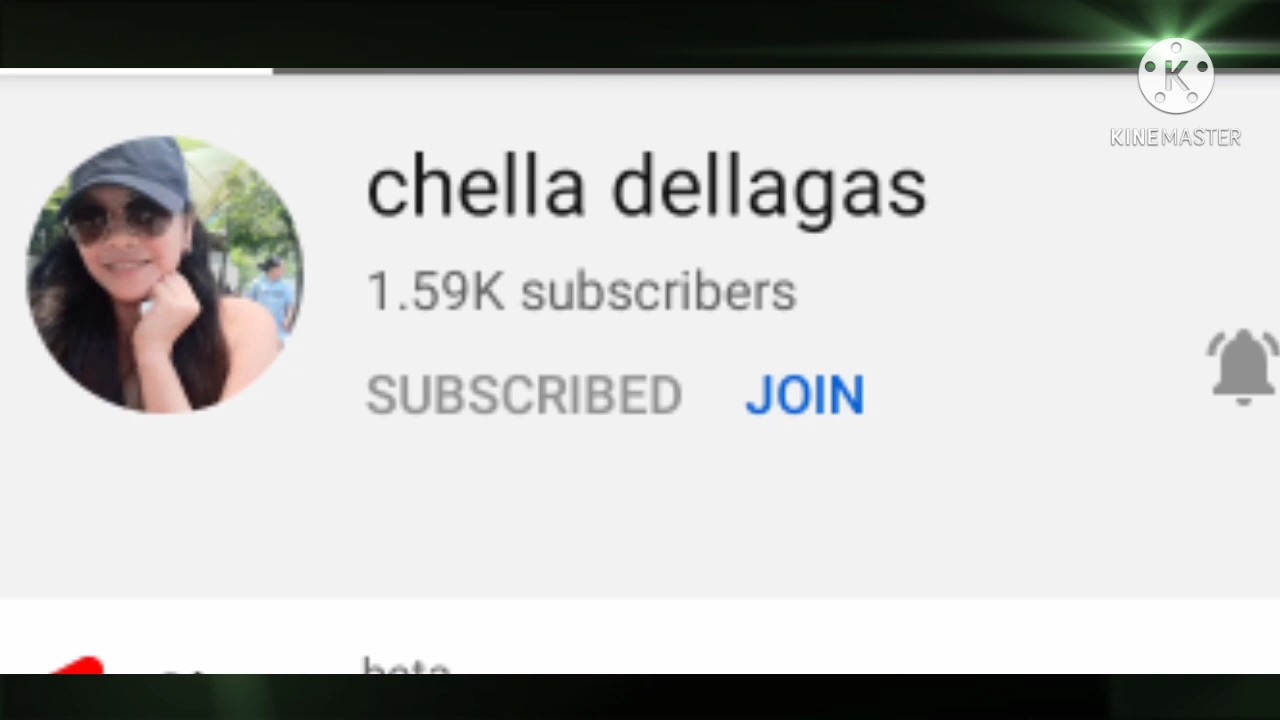 K
KINEMASTER
chella dellagas
1.59K subscribers
SUBSCRIBED JOIN